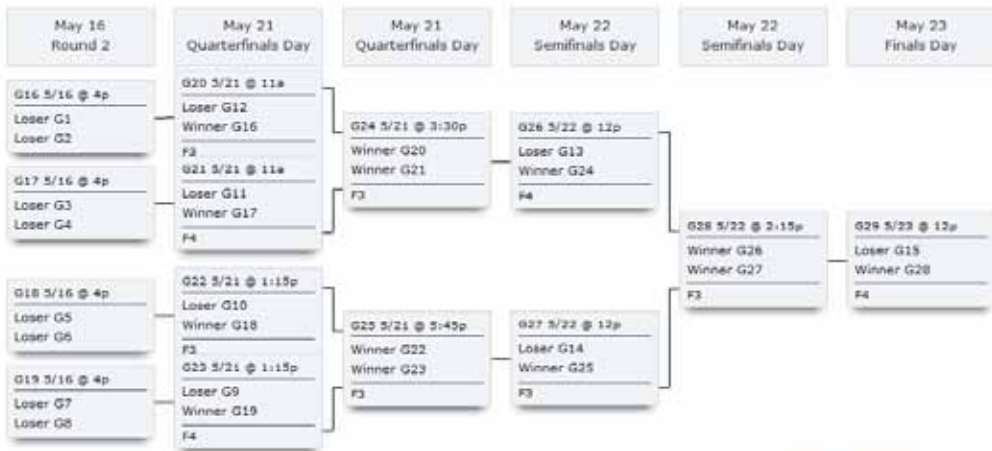 May 16
Round 2
May 21
Quarterfinals Day
May 21
Quarterfinals Day
May 22
Semifinals Day
May 22
Semifinals Day
May 23
Finals Day
G16 5/16 @ 4p
Loser G1
Loser G2
G17 5/16 @ 4p
Loser G3
Loser G4
G18 5/16 @ 4p
Loser G5
Loser G6
G19 5/16 @ 4p
Loser G7
Loser G8
G20 5/21 @ 11a
Loser G12
Winner G16
F3
G21 5/21 @ 11a
Loser G11
Winner G17
F4
G22 5/21 @ 1:15p
Loser G10
Winner G18
F3
G23 5/21 @ 1:15p
Loser G9
Winner G19
F4
G24 5/21 @ 3:30p
Winner G20
Winner G21
F3
G25 5/21 @ 5:45p
Winner G22
Winner G23
F3
G26 5/22 @ 12p
Loser G13
Winner G24
F4
G27 5/22 @ 12p
Loser G14
Winner G25
F3
G28 5/22 @ 2:15p
Winner G26
Winner G27
F3
G29 5/23 @ 12p
Loser G15
Winner G28
F4